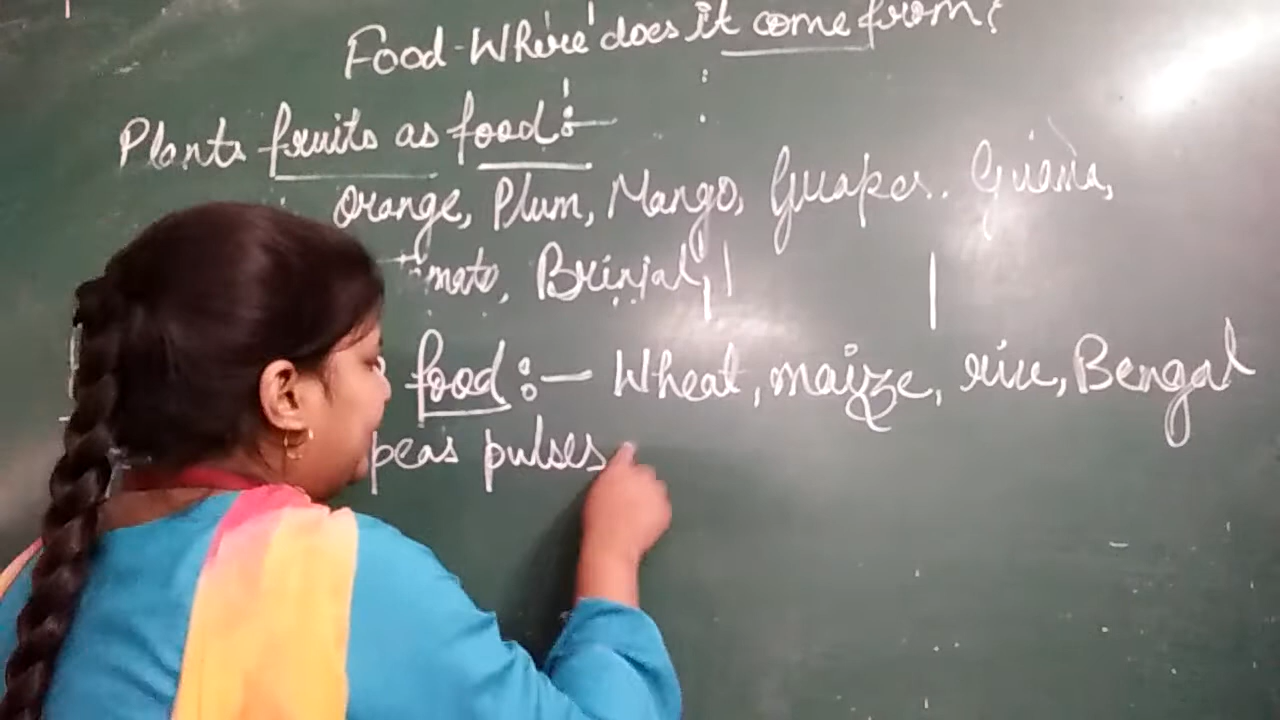 Food-Where does it come from?
Plants fruits as food:-
Orange, Plum, Mango, Guapes. Guava,
Brinjal,
food:- Wheat, maize, rice, Bengal
peas pulses